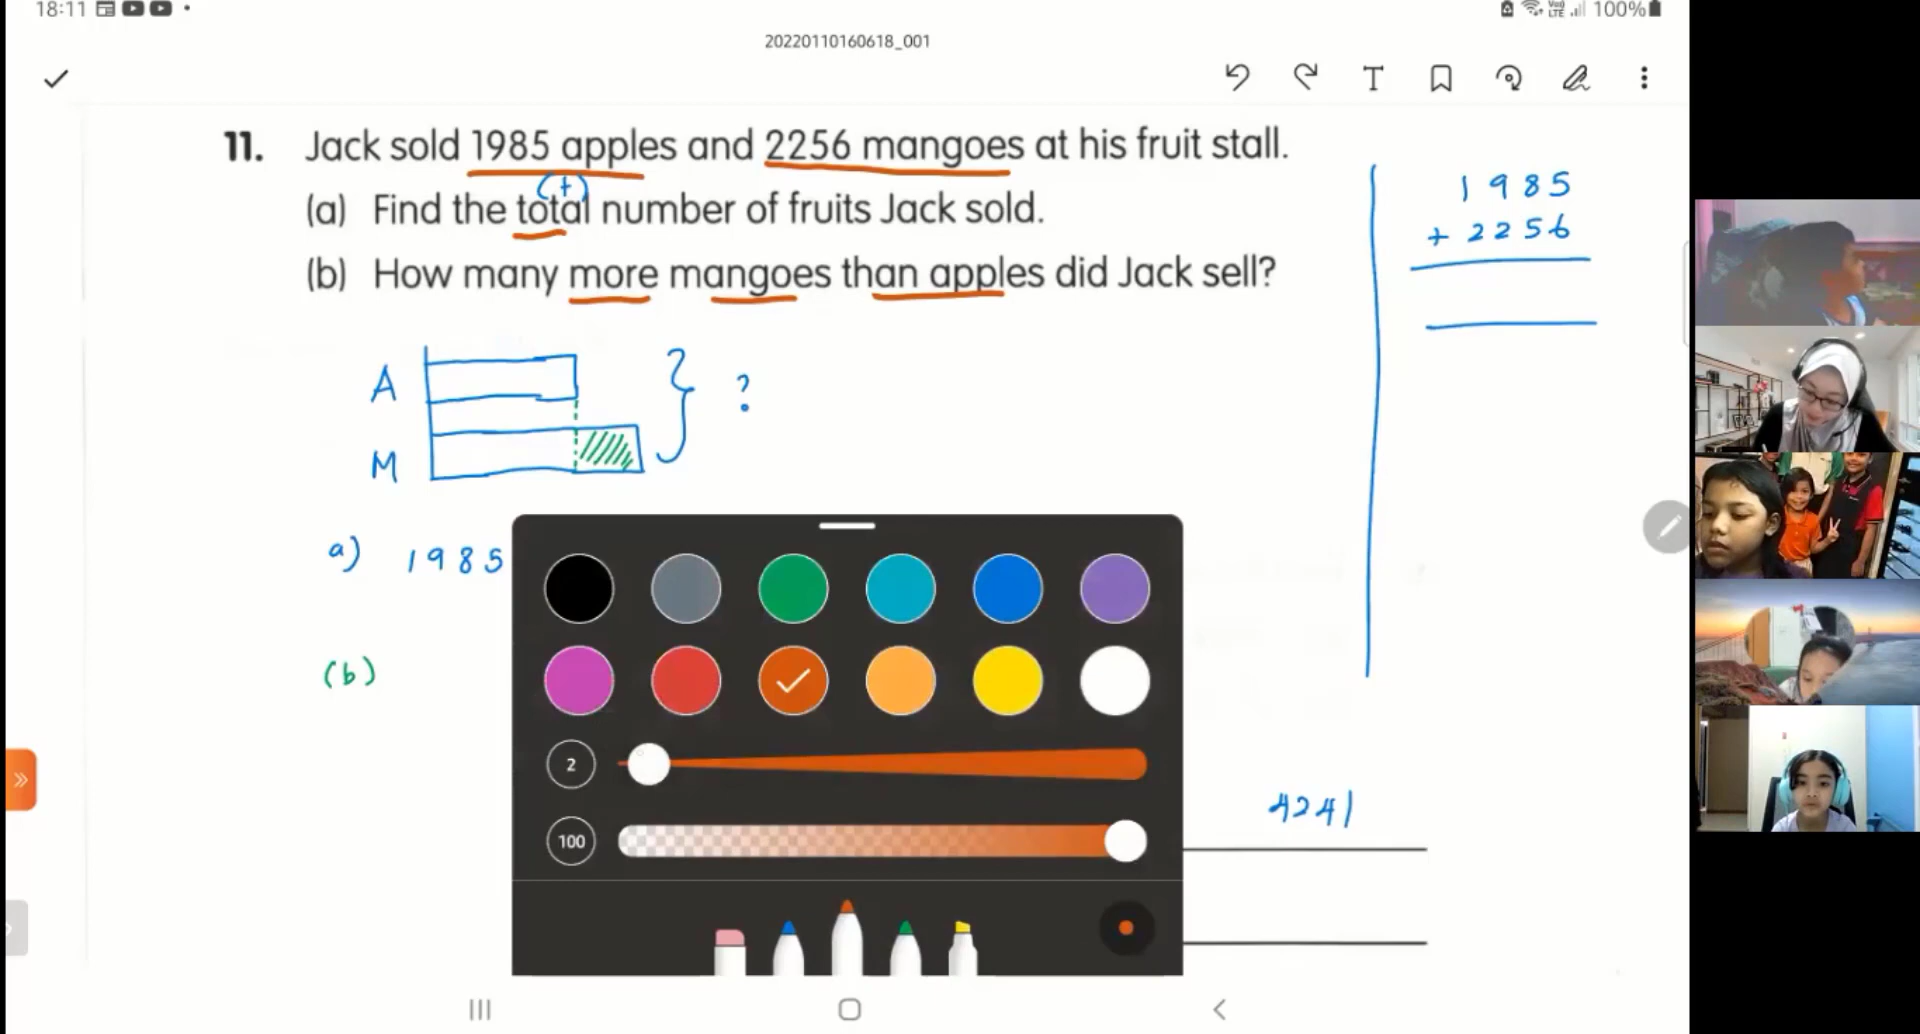 18:11
Voo)
LTE
100%
20220110160618_001
T
11. Jack sold 1985 apples and 2256 mangoes at his fruit stall.
(+)
(a) Find the total number of fruits Jack sold.
(b) How many more mangoes than apples did Jack sell?
1985
+ 2256
A
M
?
a) 1985
(b)
2
100
4241